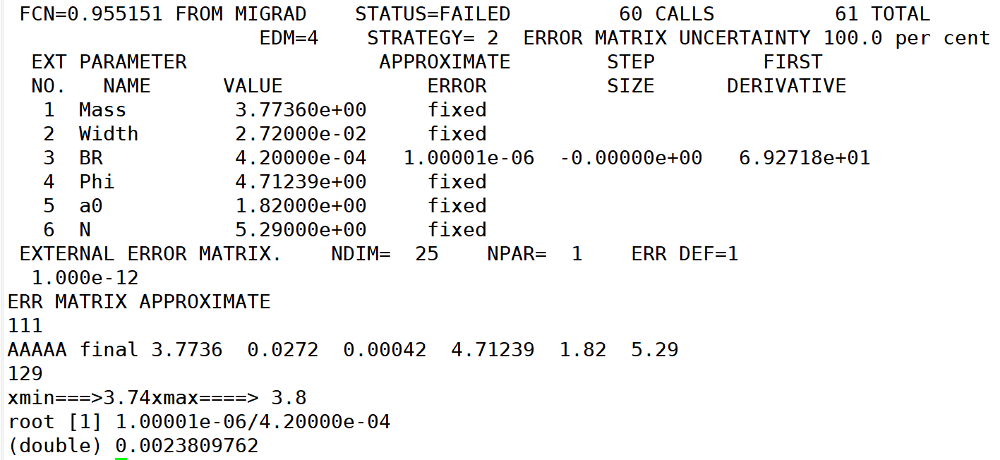 FCN=0.955151 FROM MIGRAD    STATUS=FAILED         60 CALLS          61 TOTAL
EDM=4    STRATEGY= 2  ERROR MATRIX UNCERTAINTY 100.0 per cent
EXT PARAMETER                APPROXIMATE        STEP         FIRST
NO.   NAME      VALUE            ERROR          SIZE      DERIVATIVE
1  Mass         3.77360e+00     fixed
2  Width        2.72000e-02     fixed
3  BR           4.20000e-04   1.00001e-06  -0.00000e+00   6.92718e+01
4  Phi          4.71239e+00     fixed
5  a0           1.82000e+00     fixed
6  N            5.29000e+00     fixed
EXTERNAL ERROR MATRIX.    NDIM=  25    NPAR=  1    ERR DEF=1
1.000e-12
ERR MATRIX APPROXIMATE
111
AAAAA final 3.7736  0.0272  0.00042  4.71239  1.82  5.29
129
xmin===>3.74xmax====> 3.8
root [1] 1.00001e-06/4.20000e-04
(double) 0.0023809762